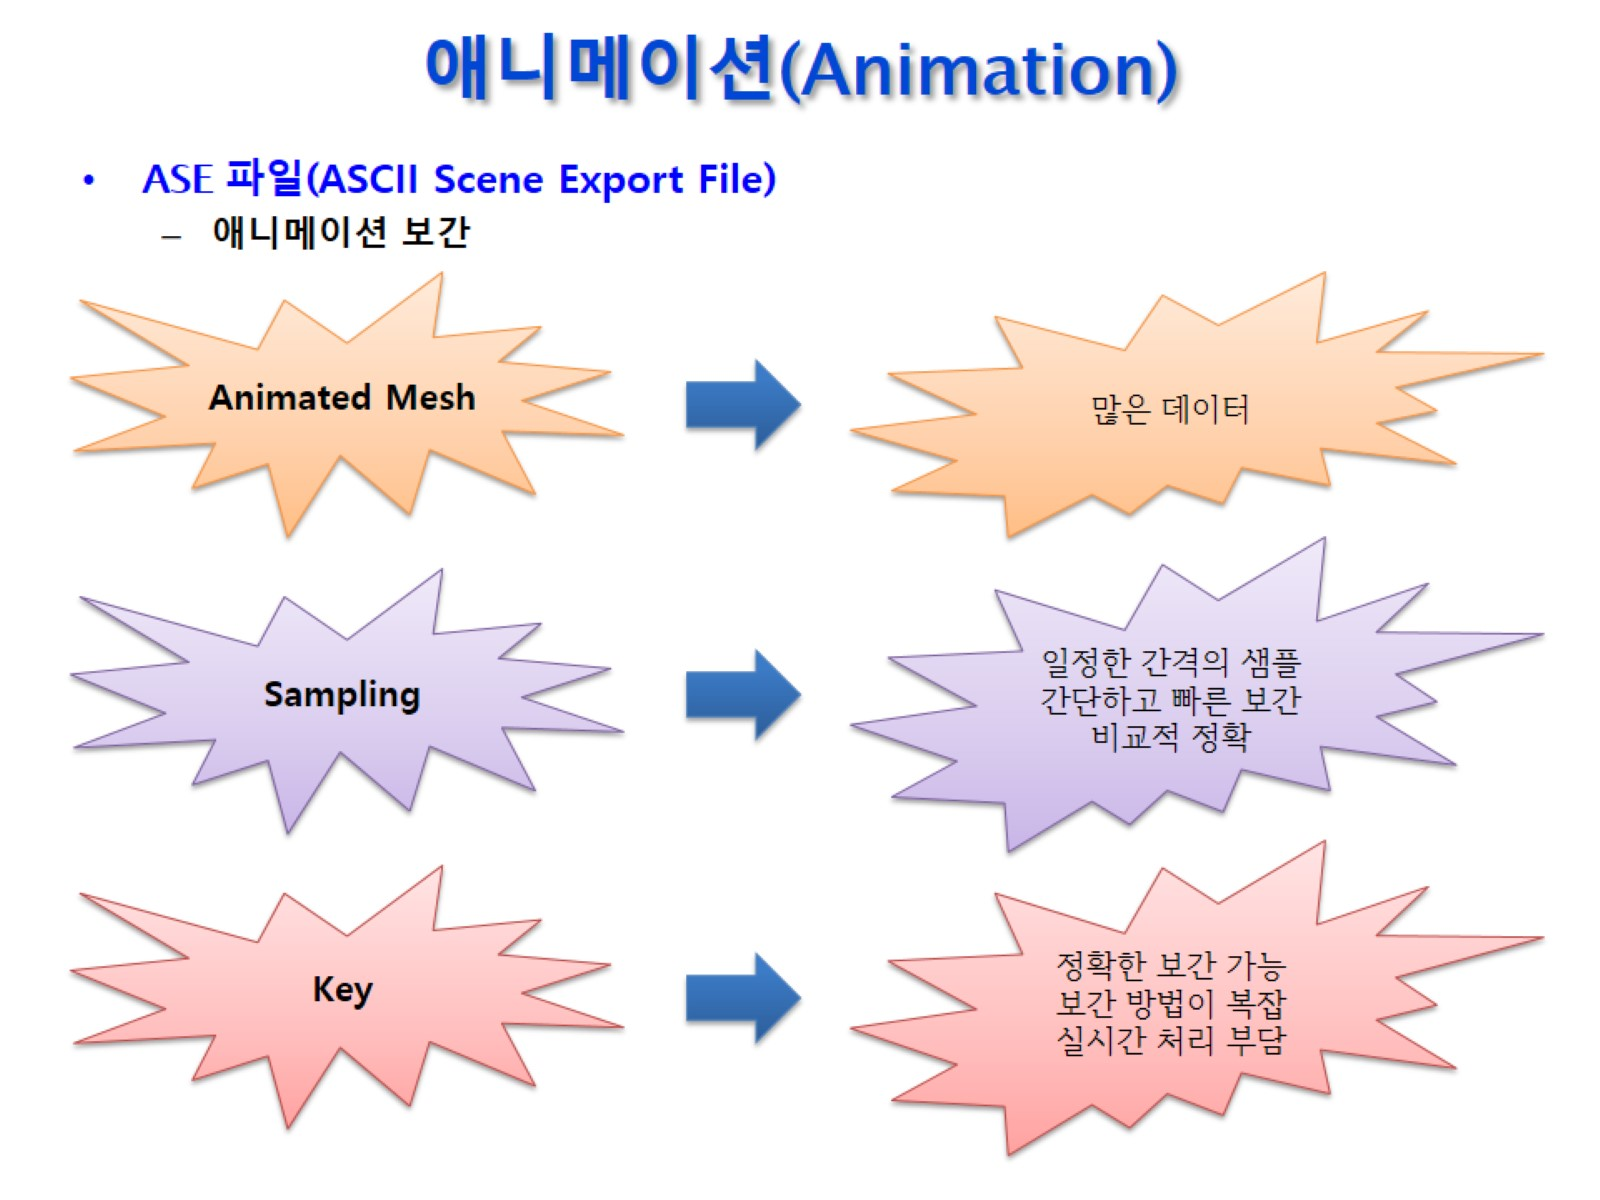 애니메이션(Animation)
• ASE 파일(ASCII Scene Export File)
– 애니메이션 보간
Animated Mesh
많은 데이터
Sampling
일정한 간격의 샘플
간단하고 빠른 보간
비교적 정확
Key
정확한 보간 가능
보간 방법이 복잡
실시간 처리 부담